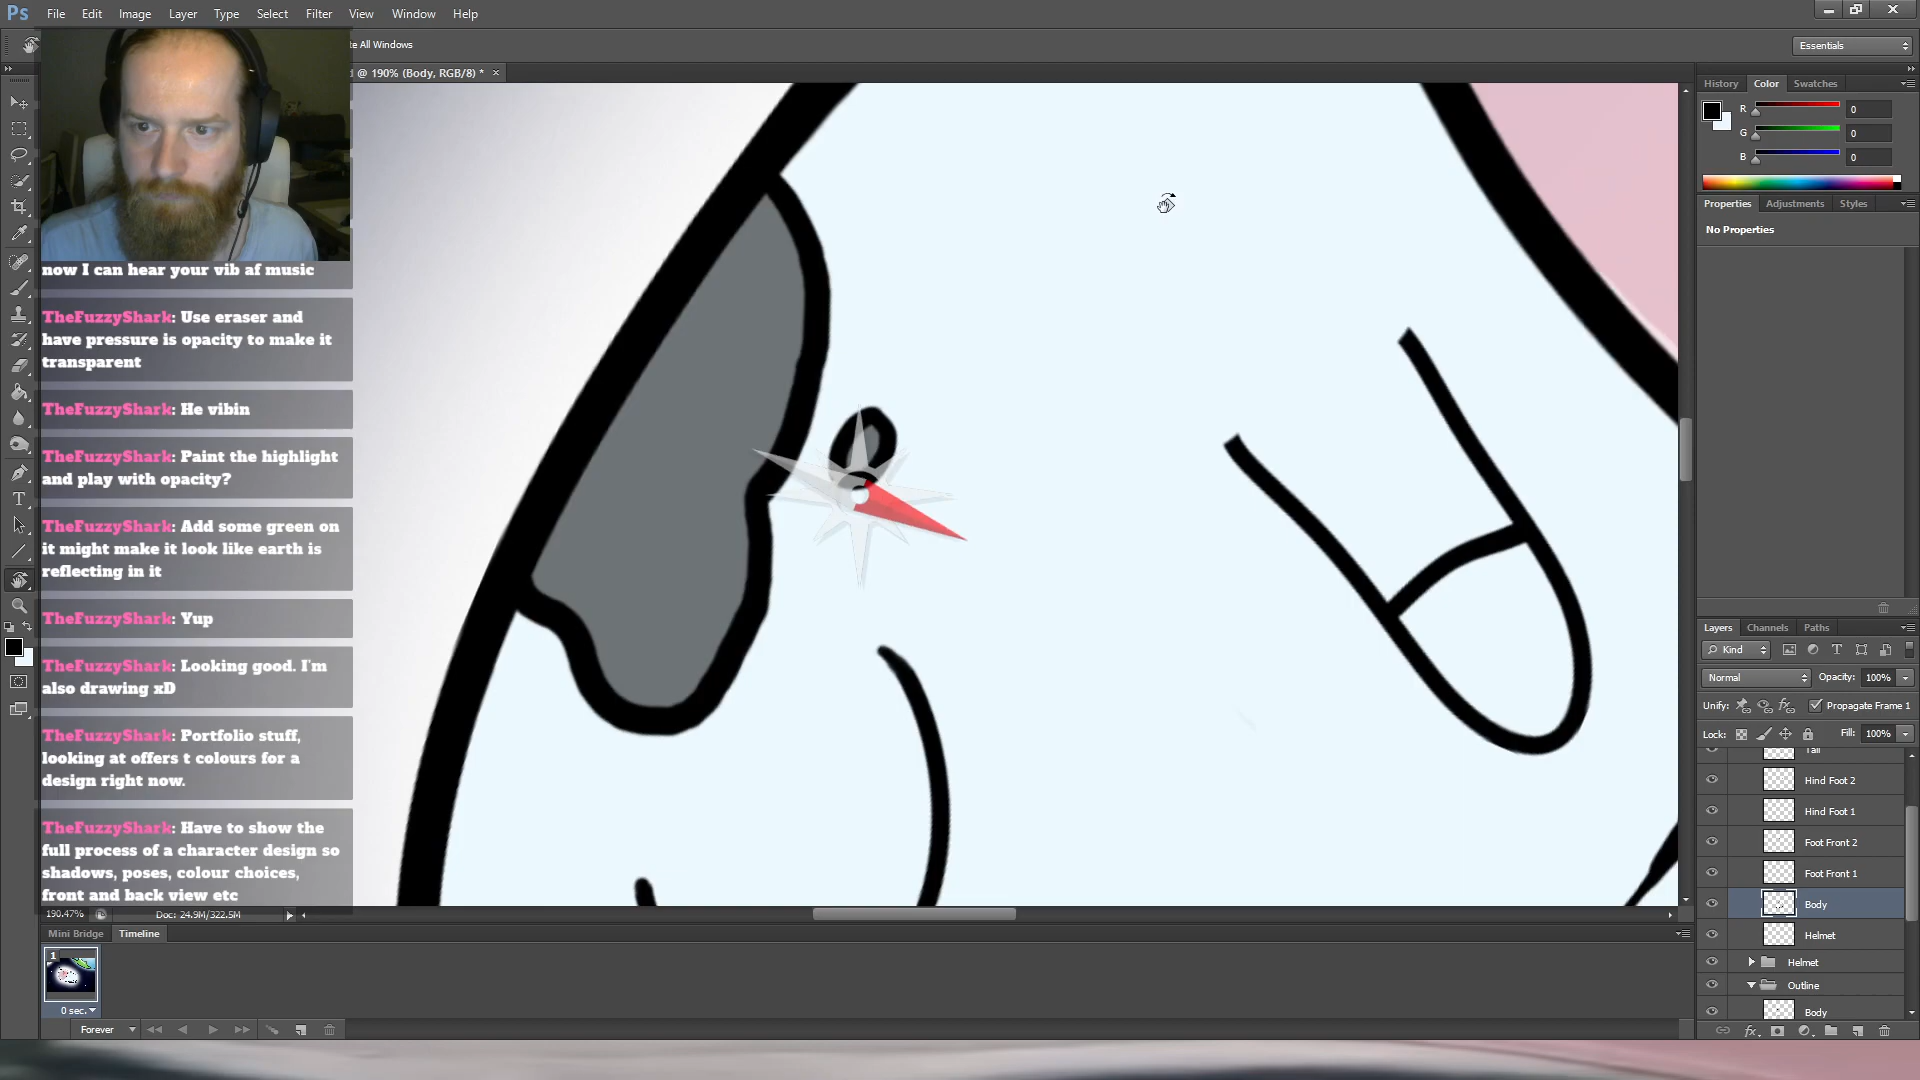 Ps File Edit Image Layer Type Select Filter View Window Help
te All Windows
Essentials
d @ 190% (Body, RGB/8) * ×
History Color Swatches
R 0
G 0
B 0
Properties Adjustments Styles
No Properties
now I can hear your vib af music
TheFuzzyShark: Use eraser and
have pressure is opacity to make it
transparent
TheFuzzyShark: He vibin
TheFuzzyShark: Paint the highlight
and play with opacity?
TheFuzzyShark: Add some green on
it might make it look like earth is
reflecting in it
TheFuzzyShark: Yup
TheFuzzyShark: Looking good. I'm
also drawing xD
TheFuzzyShark: Portfolio stuff,
looking at offers t colours for a
design right now.
TheFuzzyShark: Have to show the
full process of a character design so
shadows, poses, colour choices,
front and back view etc
Layers Channels Paths
Kind
Normal Opacity: 100%
Unify: Propagate Frame 1
Lock: Fill: 100%
Tail
Hind Foot 2
Hind Foot 1
Foot Front 2
Foot Front 1
Body
Helmet
Helmet
Outline
Body
190.47% Doc: 24.9M/322.5M
Mini Bridge Timeline
1
0 sec.
Forever